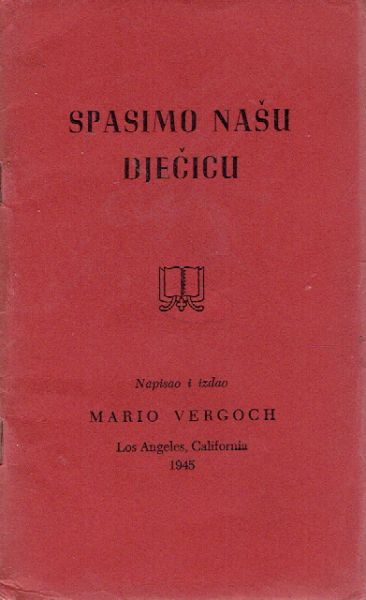 SPASIMO NAŠU
DJEČICU
Napisao i izdao
MARIO VERGOCH
Los Angeles, California
1945